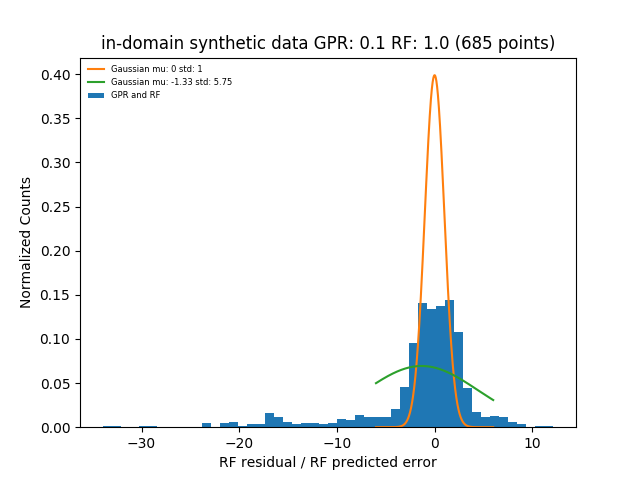 in-domain synthetic data GPR: 0.1 RF: 1.0 (685 points)
Gaussian mu: 0 std: 1
Gaussian mu: -1.33 std: 5.75
GPR and RF
Normalized Counts
0.40
0.35
0.30
0.25
0.20
0.15
0.10
0.05
0.00
−30 −20 −10 0 10
RF residual / RF predicted error